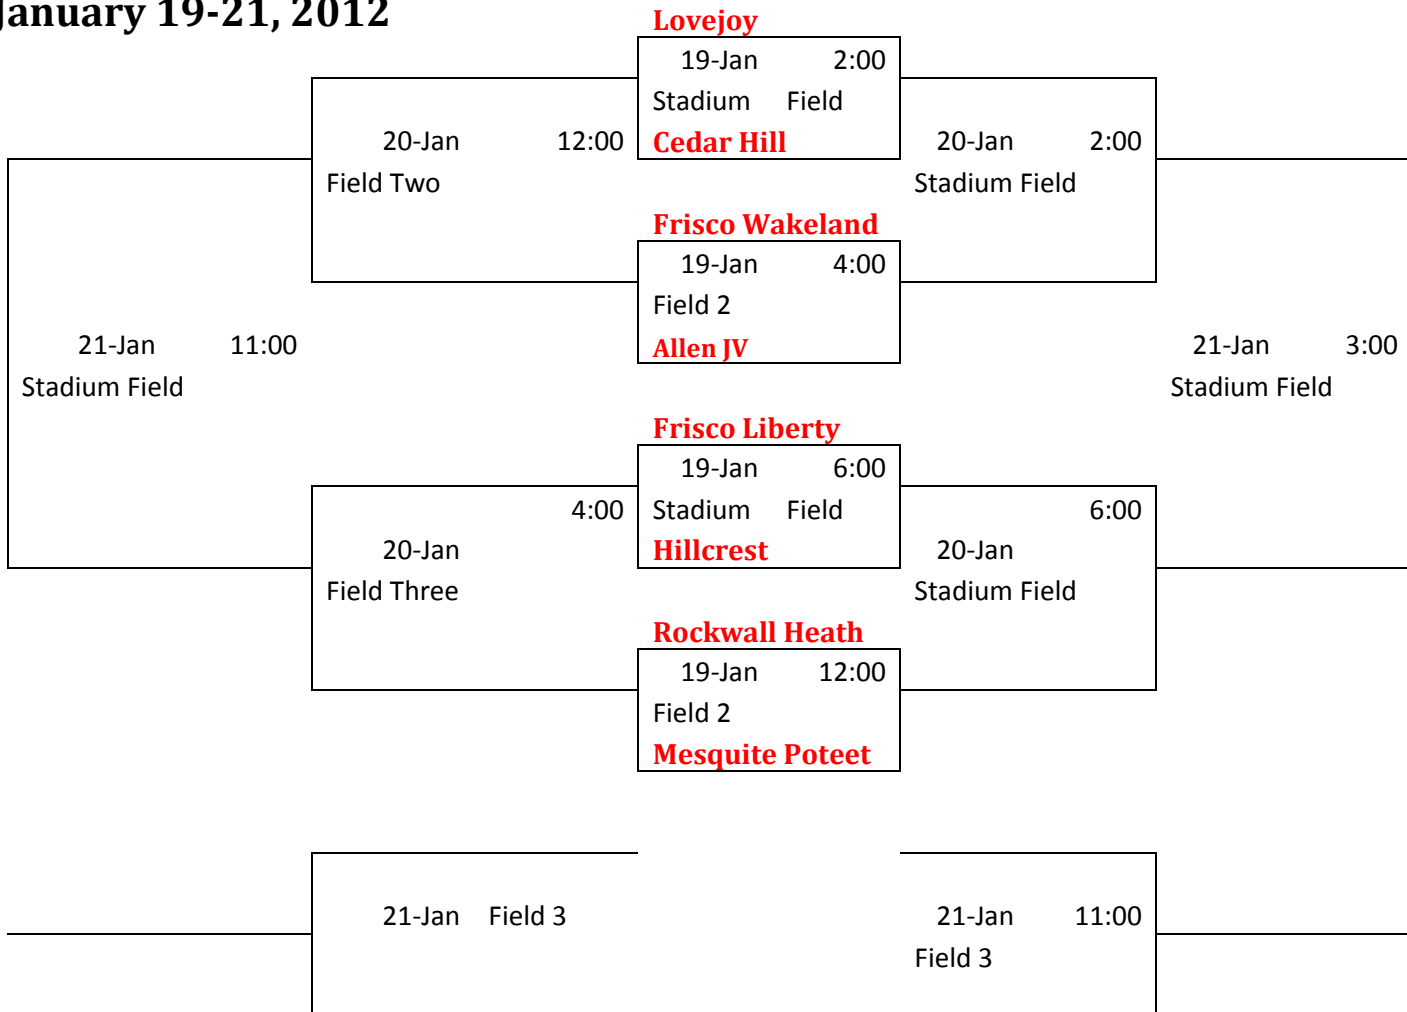 January 19-21, 2012
Lovejoy
19-Jan 2:00
Stadium Field
20-Jan 12:00 Cedar Hill 20-Jan 2:00
Field Two Stadium Field
Frisco Wakeland
19-Jan 4:00
Field 2
21-Jan 11:00 Allen JV 21-Jan 3:00
Stadium Field Stadium Field
Frisco Liberty
19-Jan 6:00
4:00 Stadium Field 6:00
20-Jan Hillcrest 20-Jan
Field Three Stadium Field
Rockwall Heath
19-Jan 12:00
Field 2
Mesquite Poteet
21-Jan Field 3 21-Jan 11:00
Field 3